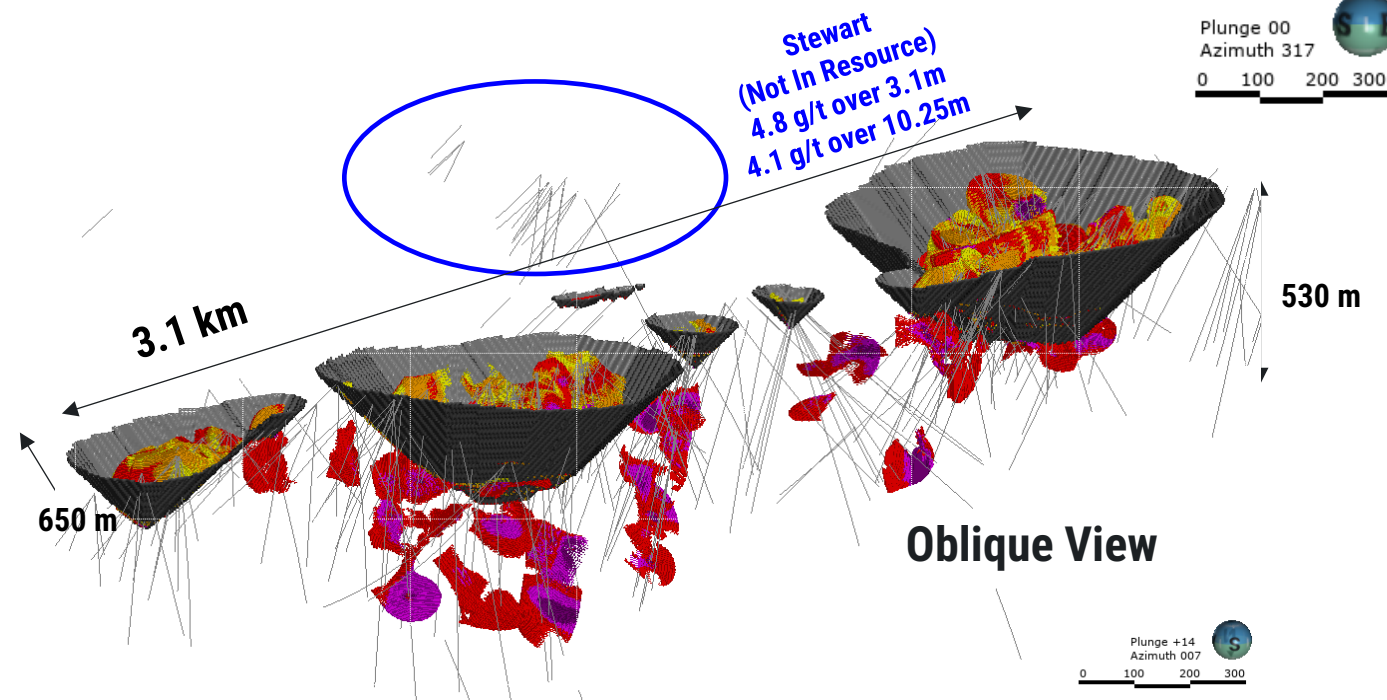 Plunge 00
Azimuth 317
0 100 200 300
S
Stewart
(Not In Resource)
4.8 g/t over 3.1m
4.1 g/t over 10.25m
3.1 km
530 m
650 m
Oblique View
Plunge +14
Azimuth 007
S
0 100 200 300